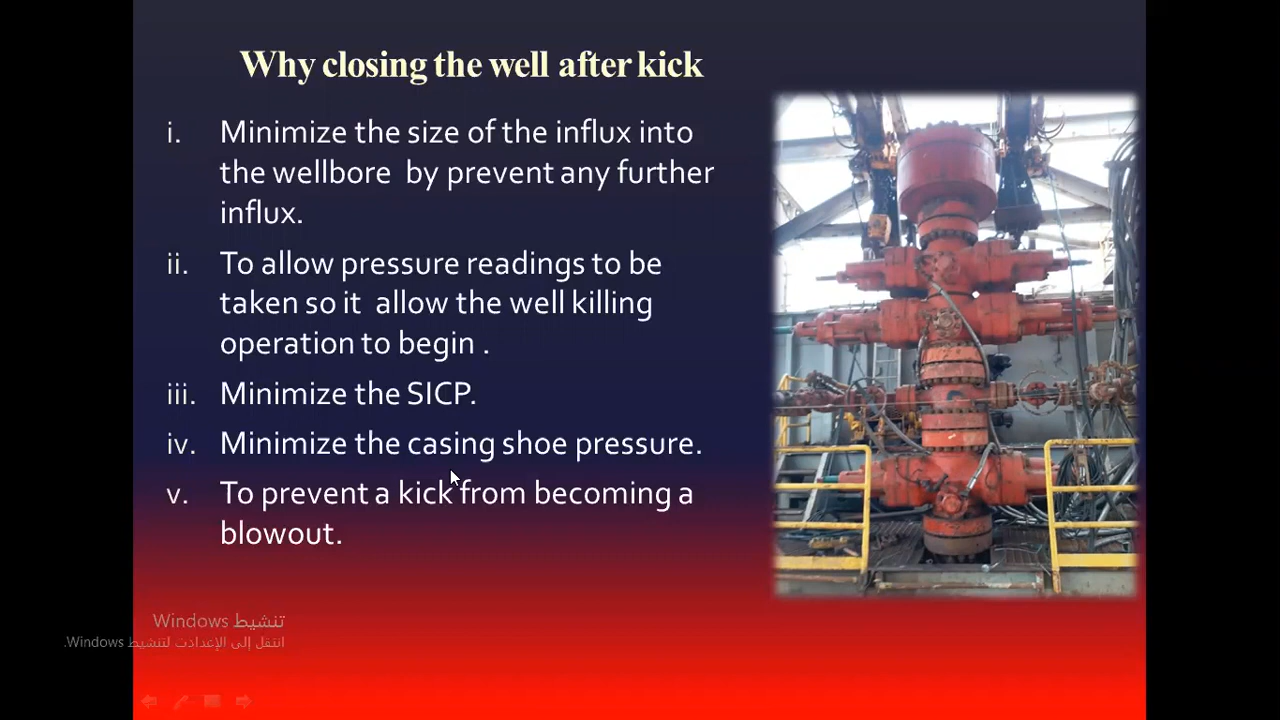 Why closing the well after kick
i. Minimize the size of the influx into
the wellbore by prevent any further
influx.
ii. To allow pressure readings to be
taken so it allow the well killing
operation to begin .
iii. Minimize the SICP.
iv. Minimize the casing shoe pressure.
v. To prevent a kick from becoming a
blowout.
تنشيط Windows
انتقل إلى الإعدادت لتنشيط Windows.